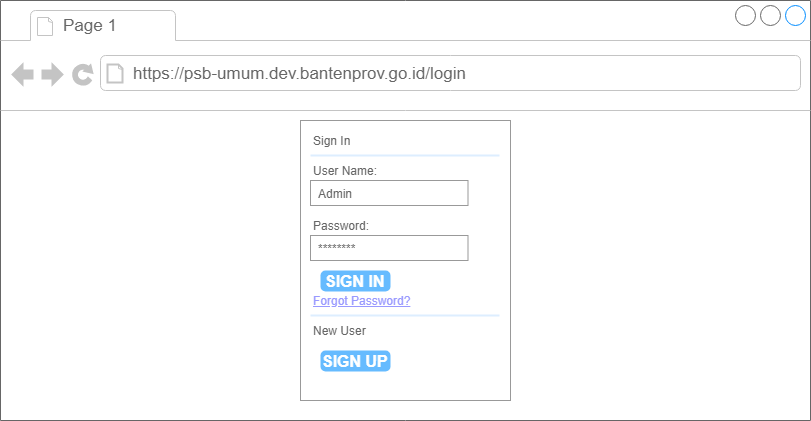 Page 1
https://psb-umum.dev.bantenprov.go.id/login
Sign In
User Name:
Admin
Password:
********
SIGN IN
Forgot Password?
New User
SIGN UP